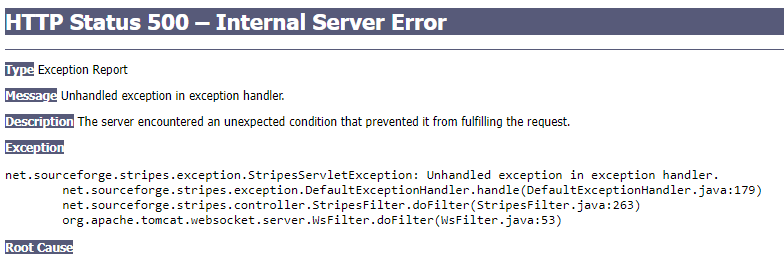 HTTP Status 500 – Internal Server Error
Type Exception Report
Message Unhandled exception in exception handler.
Description The server encountered an unexpected condition that prevented it from fulfilling the request.
Exception
net.sourceforge.stripes.exception.StripesServletException: Unhandled exception in exception handler.
	net.sourceforge.stripes.exception.DefaultExceptionHandler.handle(DefaultExceptionHandler.java:179)
	net.sourceforge.stripes.controller.StripesFilter.doFilter(StripesFilter.java:263)
	org.apache.tomcat.websocket.server.WsFilter.doFilter(WsFilter.java:53)
Root Cause